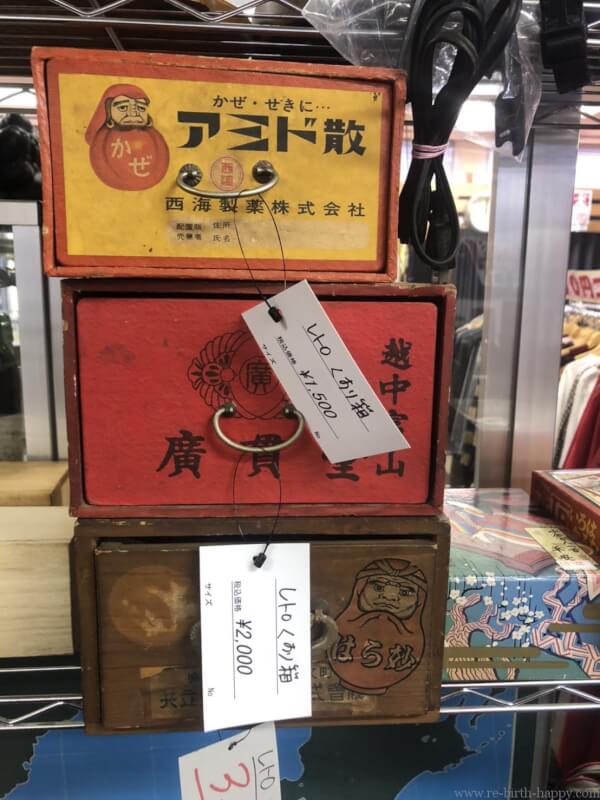 かぜ・せきに…
アミド散
かぜ
西海製薬株式会社
配置販 住所
売業者 氏名
レトロ くすり箱
税込価格 ¥1,500
サイズ
No
越中富山
廣
廣貫堂
レトロ くすり箱
税込価格 ¥2,000
サイズ
No
はら松
レトロ
3
www.re-birth-happy.com